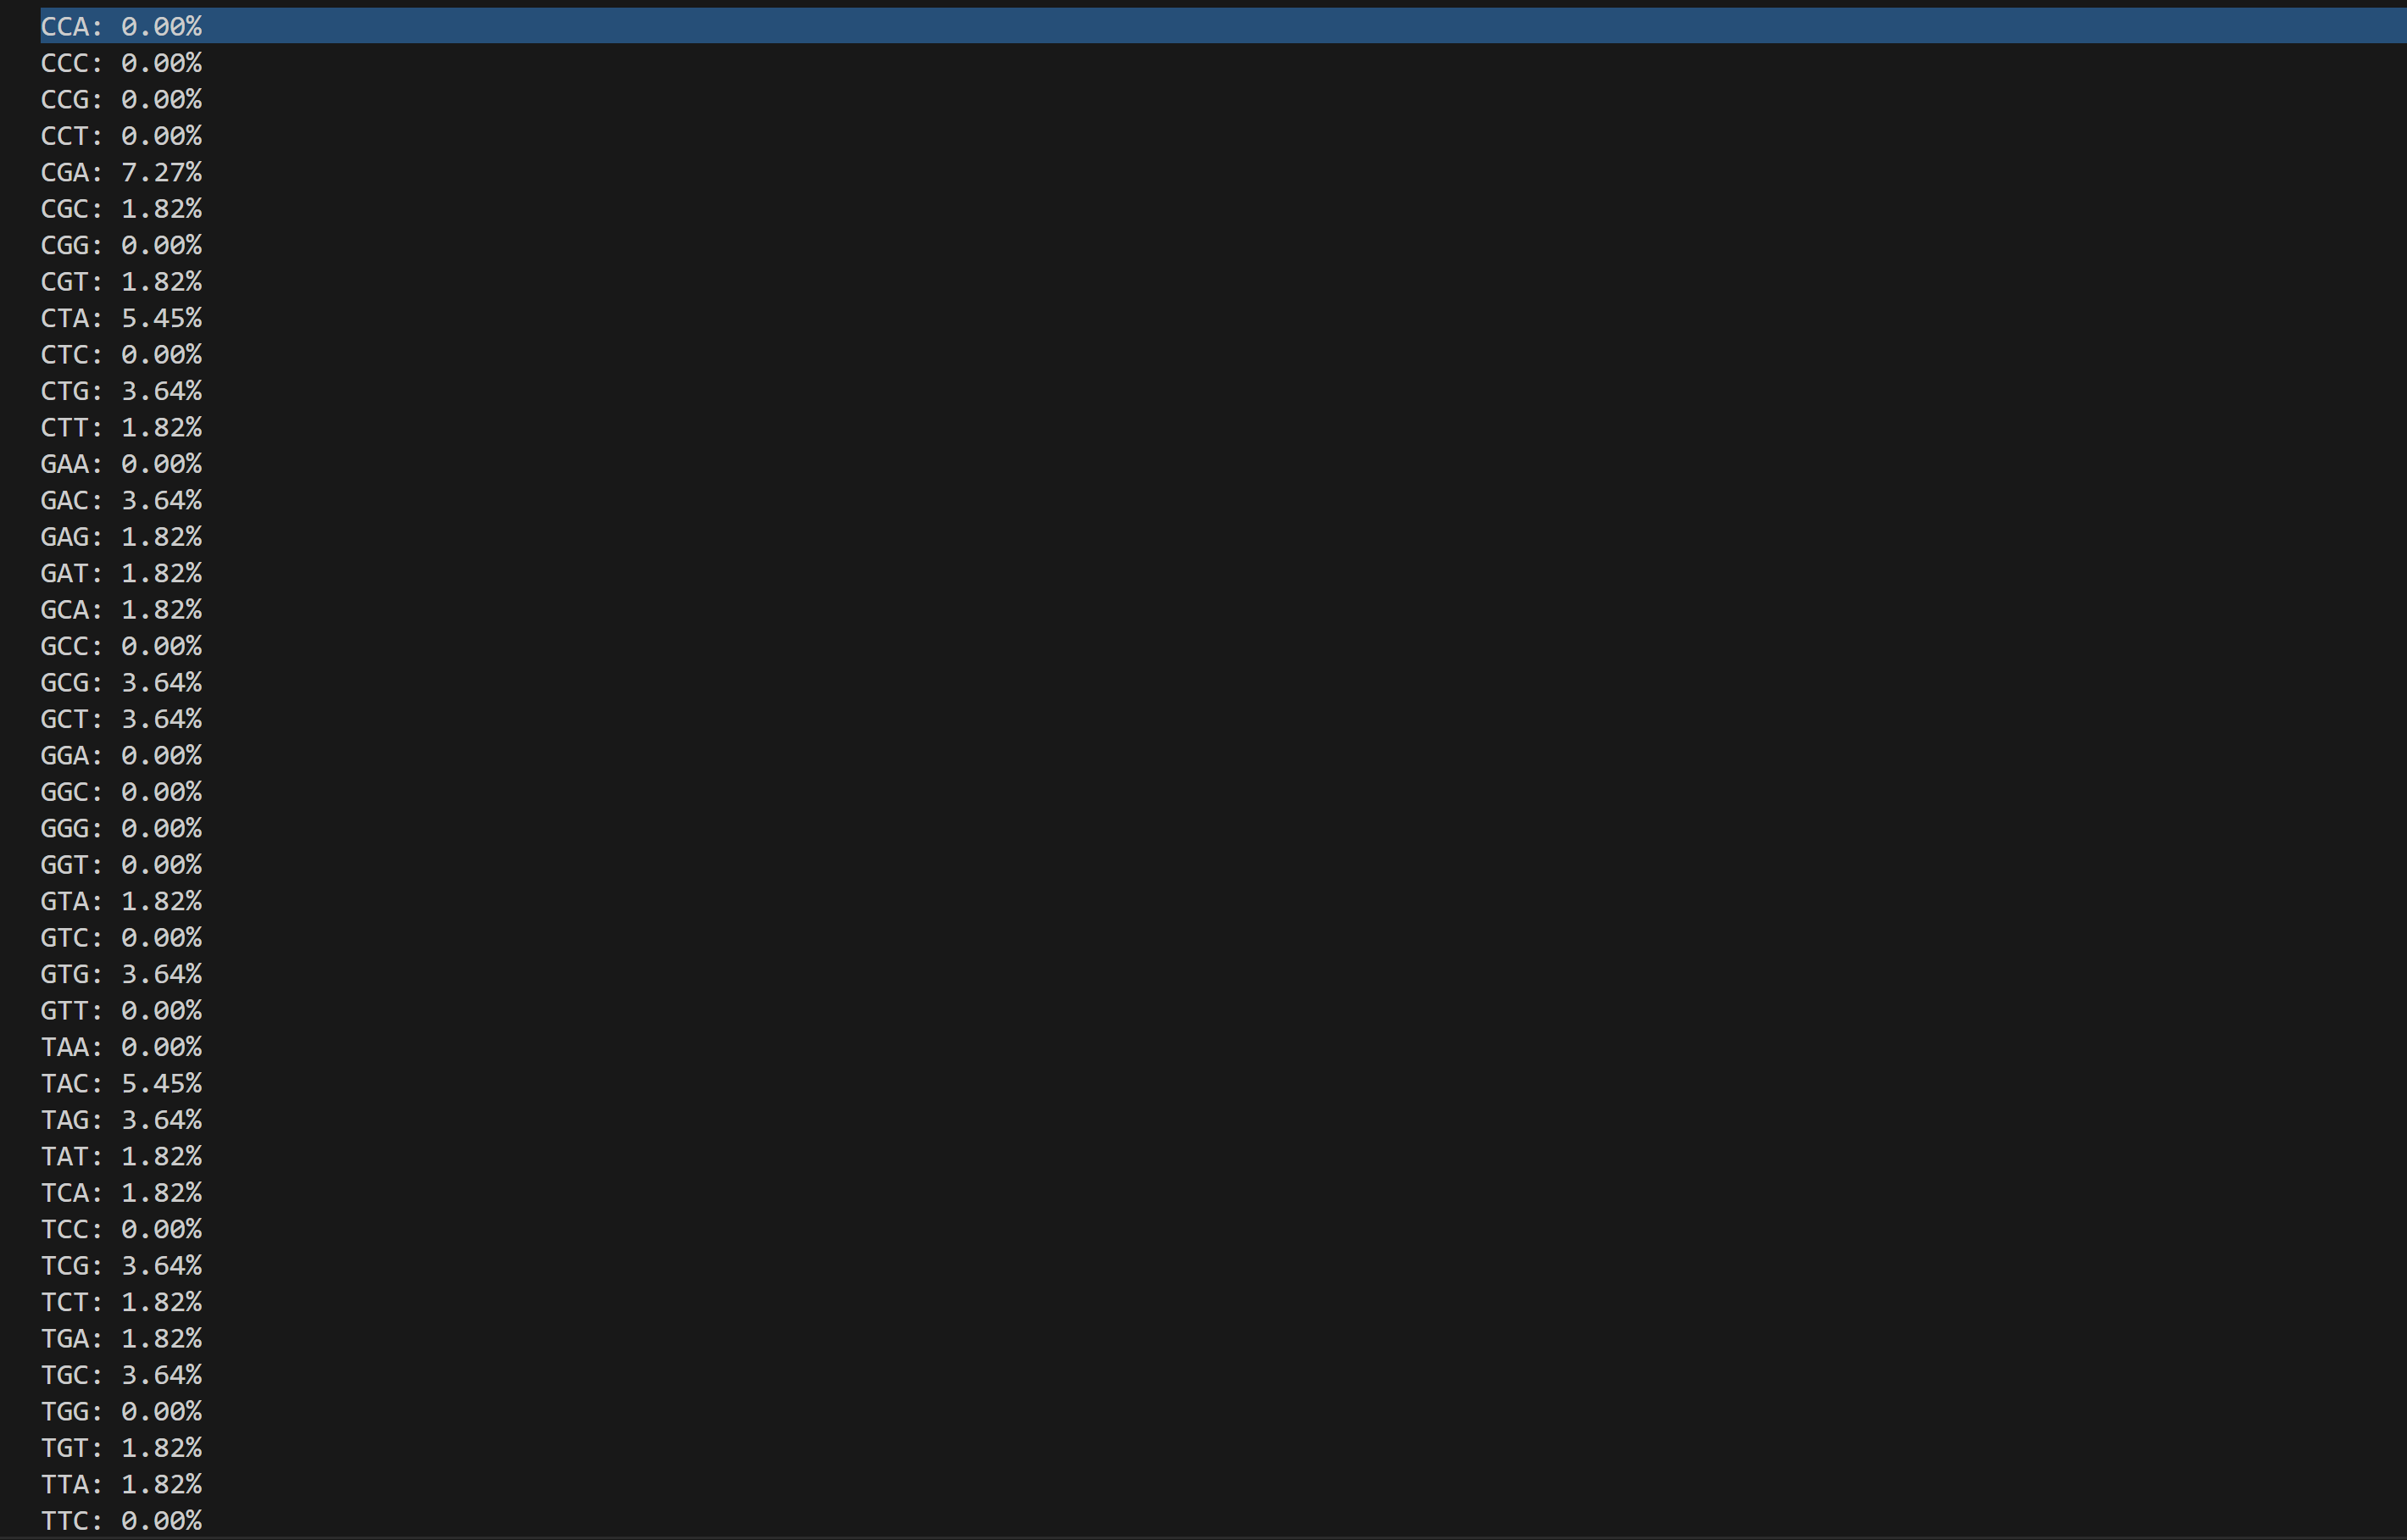 CCA: 0.00%
CCC: 0.00%
CCG: 0.00%
CCT: 0.00%
CGA: 7.27%
CGC: 1.82%
CGG: 0.00%
CGT: 1.82%
CTA: 5.45%
CTC: 0.00%
CTG: 3.64%
CTT: 1.82%
GAA: 0.00%
GAC: 3.64%
GAG: 1.82%
GAT: 1.82%
GCA: 1.82%
GCC: 0.00%
GCG: 3.64%
GCT: 3.64%
GGA: 0.00%
GGC: 0.00%
GGG: 0.00%
GGT: 0.00%
GTA: 1.82%
GTC: 0.00%
GTG: 3.64%
GTT: 0.00%
TAA: 0.00%
TAC: 5.45%
TAG: 3.64%
TAT: 1.82%
TCA: 1.82%
TCC: 0.00%
TCG: 3.64%
TCT: 1.82%
TGA: 1.82%
TGC: 3.64%
TGG: 0.00%
TGT: 1.82%
TTA: 1.82%
TTC: 0.00%